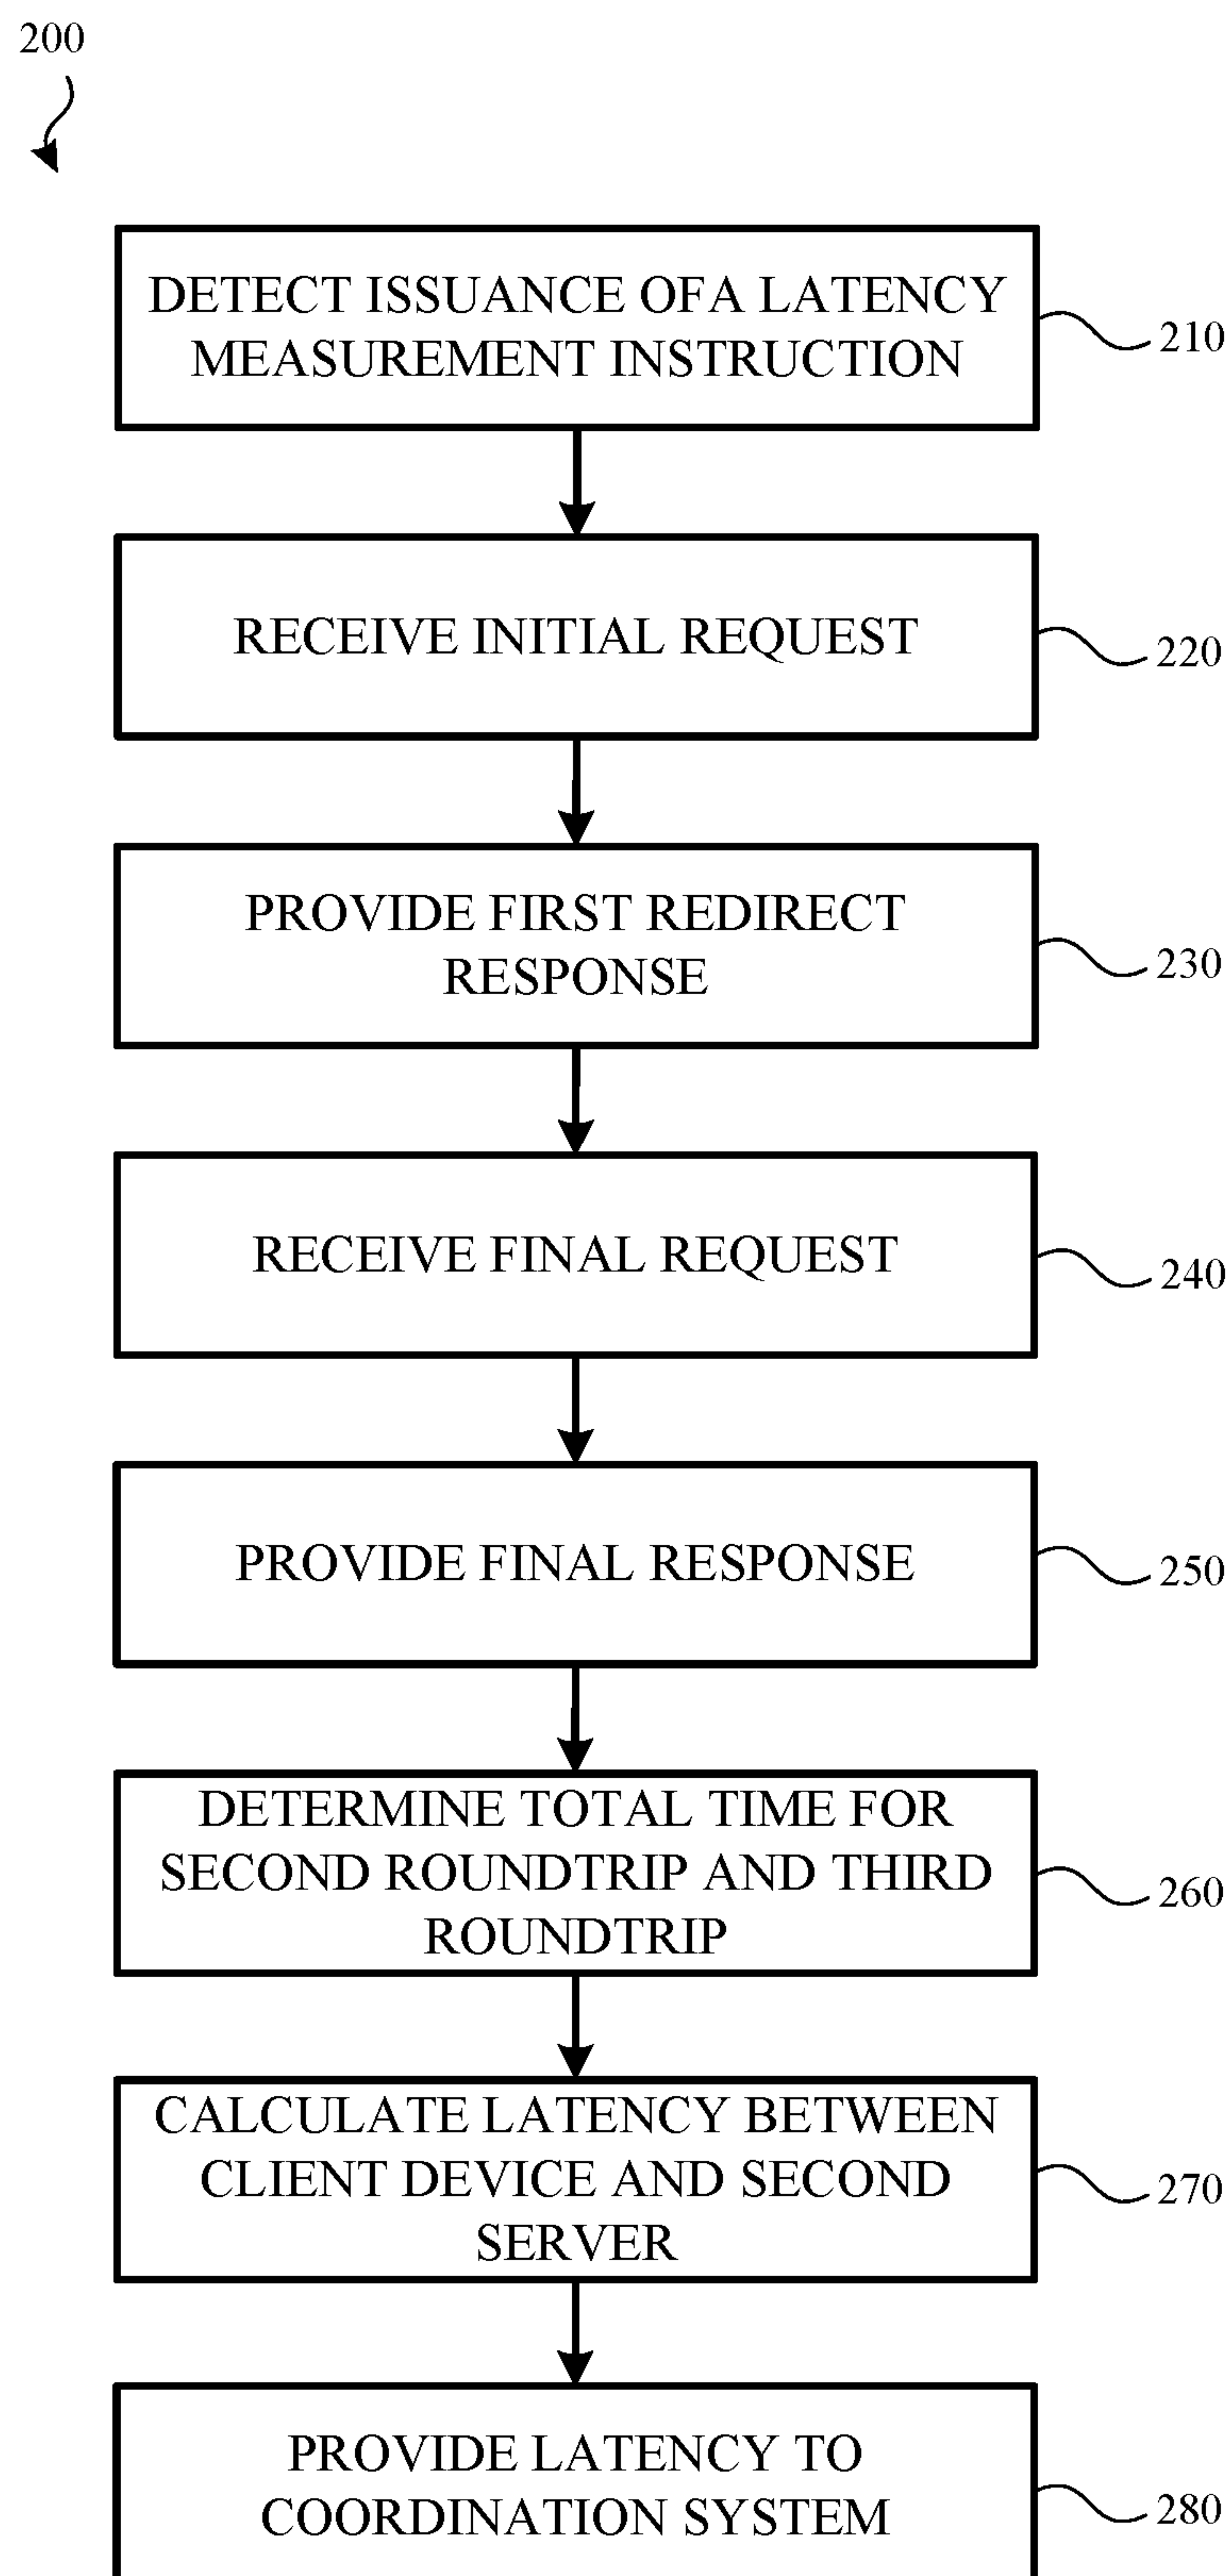 200
DETECT ISSUANCE OFA LATENCY
MEASUREMENT INSTRUCTION
210
RECEIVE INITIAL REQUEST
220
PROVIDE FIRST REDIRECT
RESPONSE
230
RECEIVE FINAL REQUEST
240
PROVIDE FINAL RESPONSE
250
DETERMINE TOTAL TIME FOR
SECOND ROUNDTRIP AND THIRD
ROUNDTRIP
260
CALCULATE LATENCY BETWEEN
CLIENT DEVICE AND SECOND
SERVER
270
PROVIDE LATENCY TO
COORDINATION SYSTEM
280